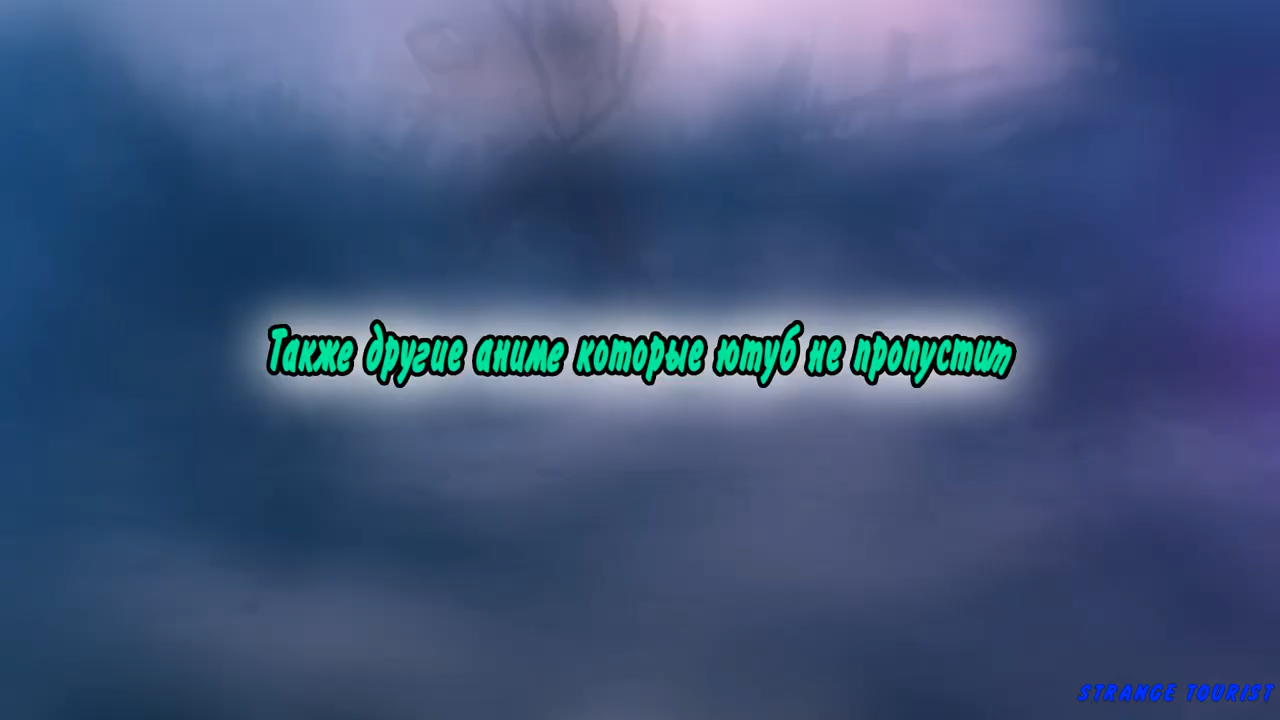 Также другие аниме которые ютуб не пропустит
STRANGE TOURIST